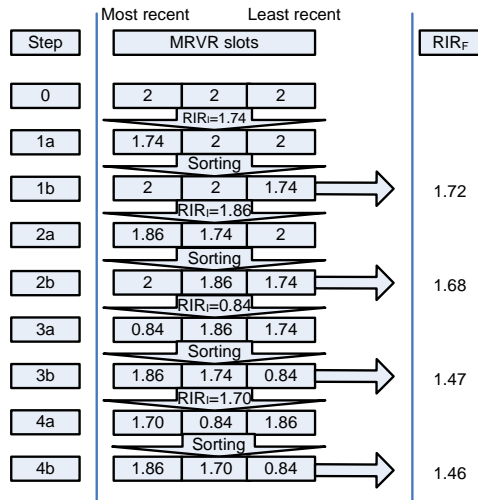 Most recent Least recent
Step MRVR slots RIRF
0 2 2 2
RIRI=1.74
1a 1.74 2 2
Sorting
1b 2 2 1.74 1.72
RIRI=1.86
2a 1.86 1.74 2
Sorting
2b 2 1.86 1.74 1.68
RIRI=0.84
3a 0.84 1.86 1.74
Sorting
3b 1.86 1.74 0.84 1.47
RIRI=1.70
4a 1.70 0.84 1.86
Sorting
4b 1.86 1.70 0.84 1.46